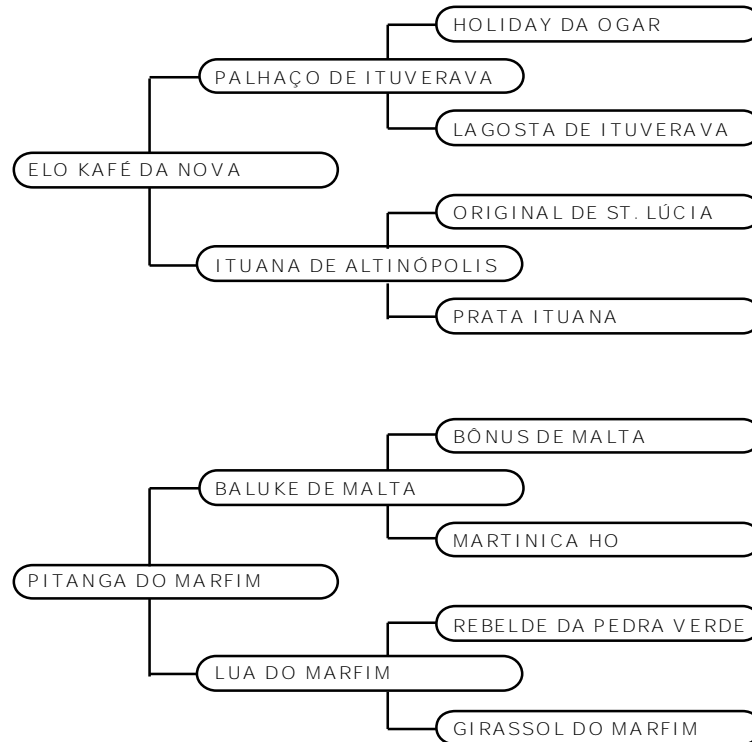 HOLIDAY DA OGAR
PALHAÇO DE ITUVERAVA
LAGOSTA DE ITUVERAVA
ELO KAFÉ DA NOVA
ORIGINAL DE ST. LÚCIA
ITUANA DE ALTINÓPOLIS
PRATA ITUANA
BÔNUS DE MALTA
BALUKE DE MALTA
MARTINICA HO
PITANGA DO MARFIM
REBELDE DA PEDRA VERDE
LUA DO MARFIM
GIRASSOL DO MARFIM